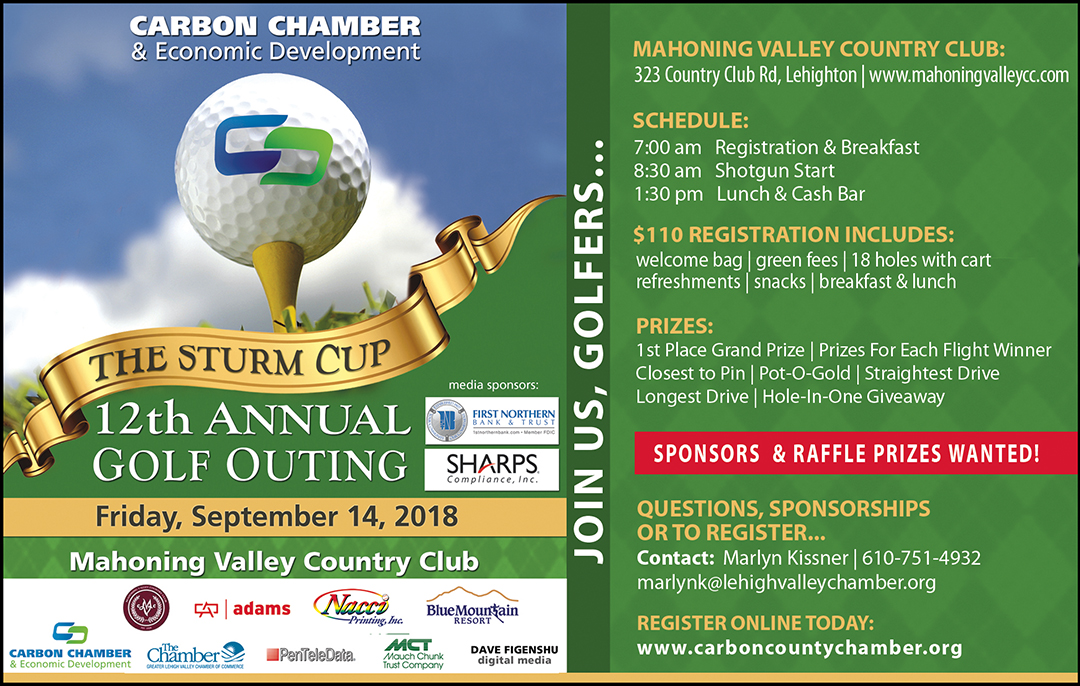 CARBON CHAMBER
& Economic Development
THE STURM CUP
12th ANNUAL
GOLF OUTING
media sponsors:
FIRST NORTHERN
BANK & TRUST
1stnorthernbank.com • Member FDIC
SHARPS
Compliance, Inc.
Friday, September 14, 2018
Mahoning Valley Country Club
adams
Nacci
Printing, Inc.
BlueMountain
RESORT
CARBON CHAMBER
& Economic Development
The
Chamber
GREATER LEHIGH VALLEY CHAMBER OF COMMERCE
PenTeleData
MCT
Mauch Chunk
Trust Company
DAVE FIGENSHU
digital media
JOIN US, GOLFERS...
MAHONING VALLEY COUNTRY CLUB:
323 Country Club Rd, Lehighton | www.mahoningvalleycc.com
SCHEDULE:
7:00 am Registration & Breakfast
8:30 am Shotgun Start
1:30 pm Lunch & Cash Bar
$110 REGISTRATION INCLUDES:
welcome bag | green fees | 18 holes with cart
refreshments | snacks | breakfast & lunch
PRIZES:
1st Place Grand Prize | Prizes For Each Flight Winner
Closest to Pin | Pot-O-Gold | Straightest Drive
Longest Drive | Hole-In-One Giveaway
SPONSORS & RAFFLE PRIZES WANTED!
QUESTIONS, SPONSORSHIPS
OR TO REGISTER...
Contact: Marlyn Kissner | 610-751-4932
marlynk@lehighvalleychamber.org
REGISTER ONLINE TODAY:
www.carboncountychamber.org